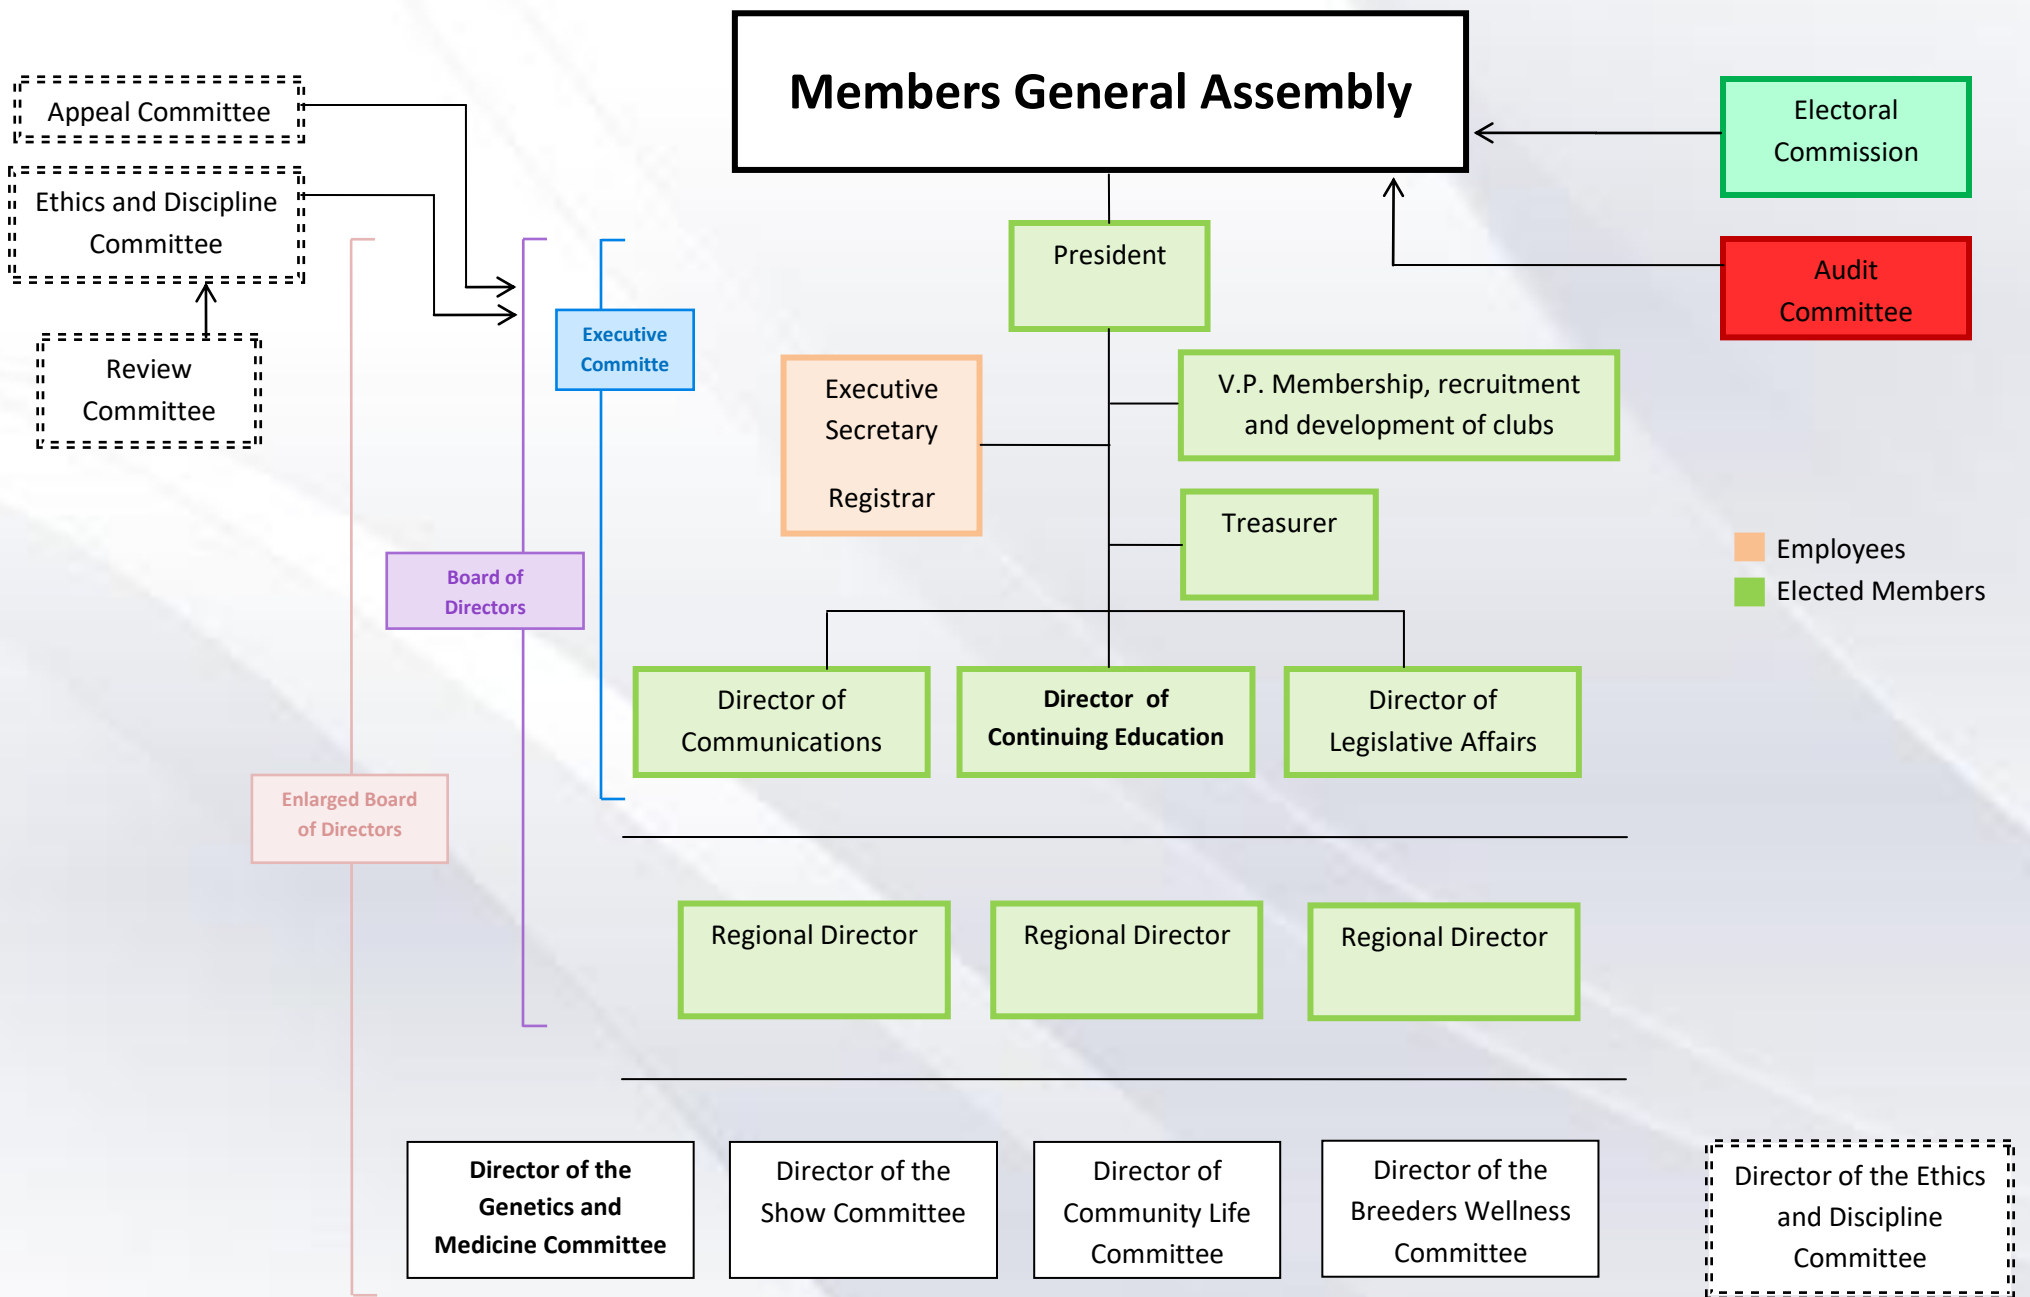 Members General Assembly
Appeal Committee
Ethics and Discipline
Committee
Review
Committee
Electoral
Commission
Audit
Committee
President
Executive
Committe
Executive
Secretary
Registrar
V.P. Membership, recruitment
and development of clubs
Treasurer
Employees
Elected Members
Board of
Directors
Director of
Communications
Director of
Continuing Education
Director of
Legislative Affairs
Enlarged Board
of Directors
Regional Director
Regional Director
Regional Director
Director of the
Genetics and
Medicine Committee
Director of the
Show Committee
Director of
Community Life
Committee
Director of the
Breeders Wellness
Committee
Director of the Ethics
and Discipline
Committee